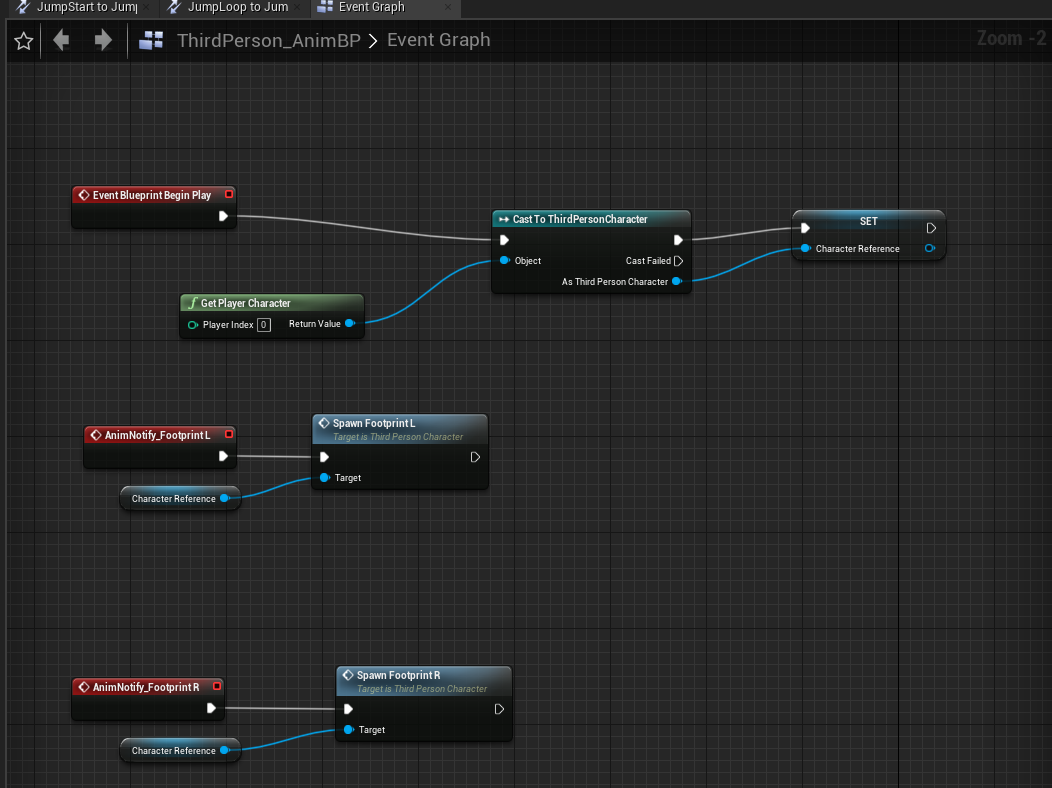 JumpStart to Jump
JumpLoop to Jum
Event Graph
ThirdPerson_AnimBP > Event Graph
Zoom -2
Event Blueprint Begin Play
Cast To ThirdPersonCharacter
Object
Cast Failed
As Third Person Character
SET
Character Reference
Get Player Character
Player Index 0
Return Value
AnimNotify_Footprint L
Spawn Footprint L
Target is Third Person Character
Target
Character Reference
AnimNotify_Footprint R
Spawn Footprint R
Target is Third Person Character
Target
Character Reference